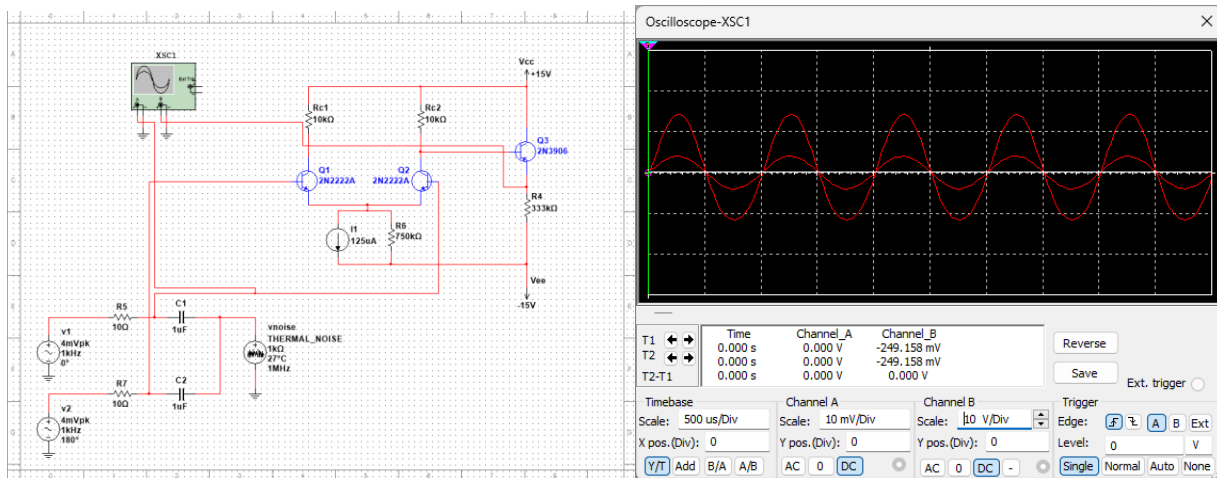 XSC1
Ext Trig
Vcc
+15V
Rc1
10kΩ
Rc2
10kΩ
Q3
2N3906
Q1
2N2222A
Q2
2N2222A
R4
333kΩ
I1
125uA
R6
750kΩ
Vee
-15V
R5
10Ω
C1
1uF
v1
4mVpk
1kHz
0°
vnoise
THERMAL_NOISE
1kΩ
27°C
1MHz
R7
10Ω
C2
1uF
v2
4mVpk
1kHz
180°
Oscilloscope-XSC1
T1
T2
T2-T1
Time Channel_A Channel_B
0.000 s 0.000 V -249.158 mV
0.000 s 0.000 V -249.158 mV
0.000 s 0.000 V 0.000 V
Reverse
Save
Ext. trigger
Timebase
Scale: 500 us/Div
X pos.(Div): 0
Y/T Add B/A A/B
Channel A
Scale: 10 mV/Div
Y pos.(Div): 0
AC 0 DC
Channel B
Scale: 10 V/Div
Y pos.(Div): 0
AC 0 DC -
Trigger
Edge: A B Ext
Level: 0 V
Single Normal Auto None